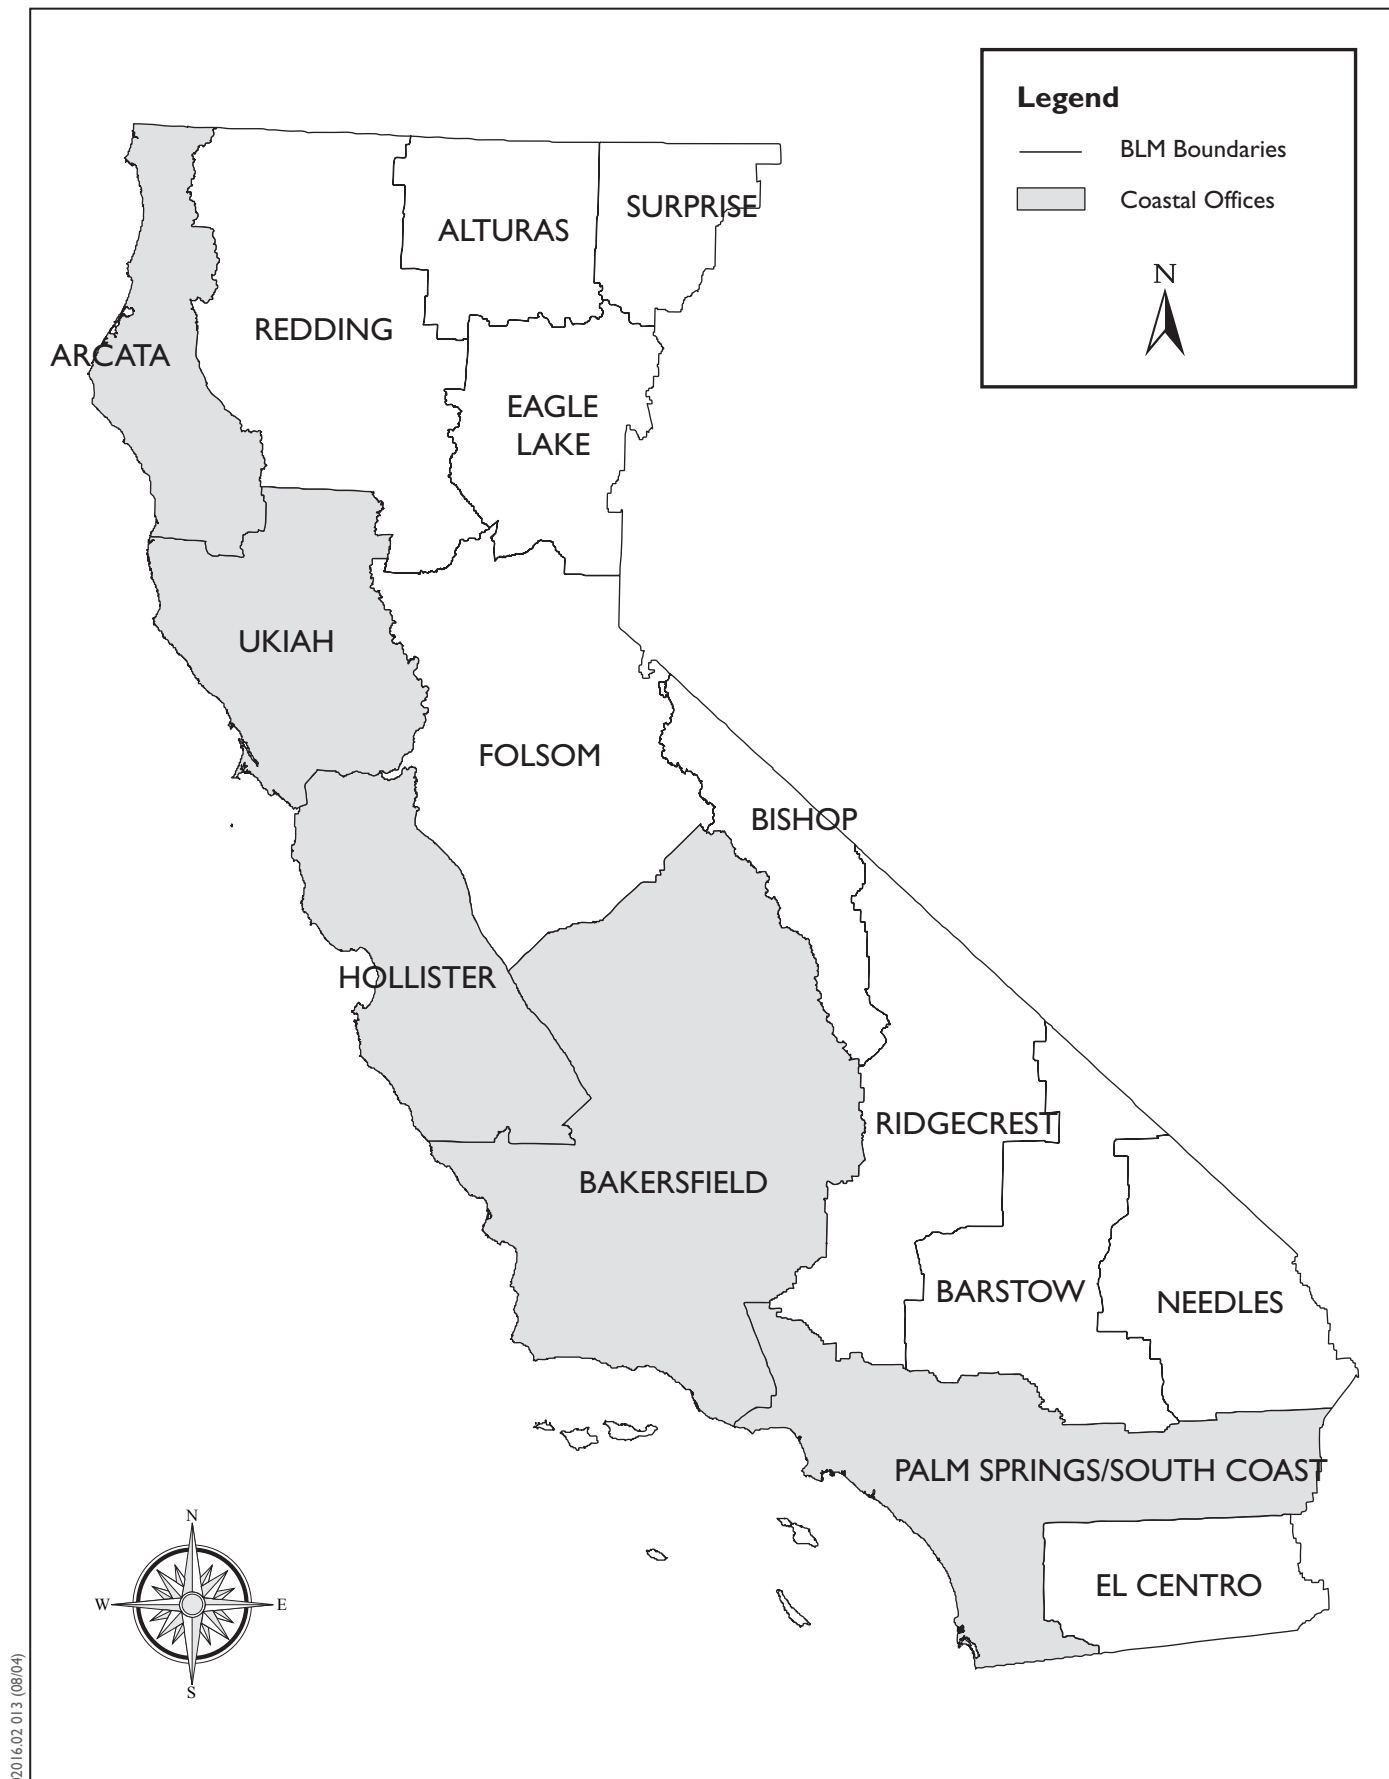 Legend
BLM Boundaries
Coastal Offices
N
SURPRISE
ALTURAS
REDDING
ARCATA
EAGLE
LAKE
UKIAH
FOLSOM
BISHOP
HOLLISTER
RIDGECREST
BAKERSFIELD
BARSTOW
NEEDLES
PALM SPRINGS/SOUTH COAST
EL CENTRO
N
W
E
S
02016.02 013 (08/04)